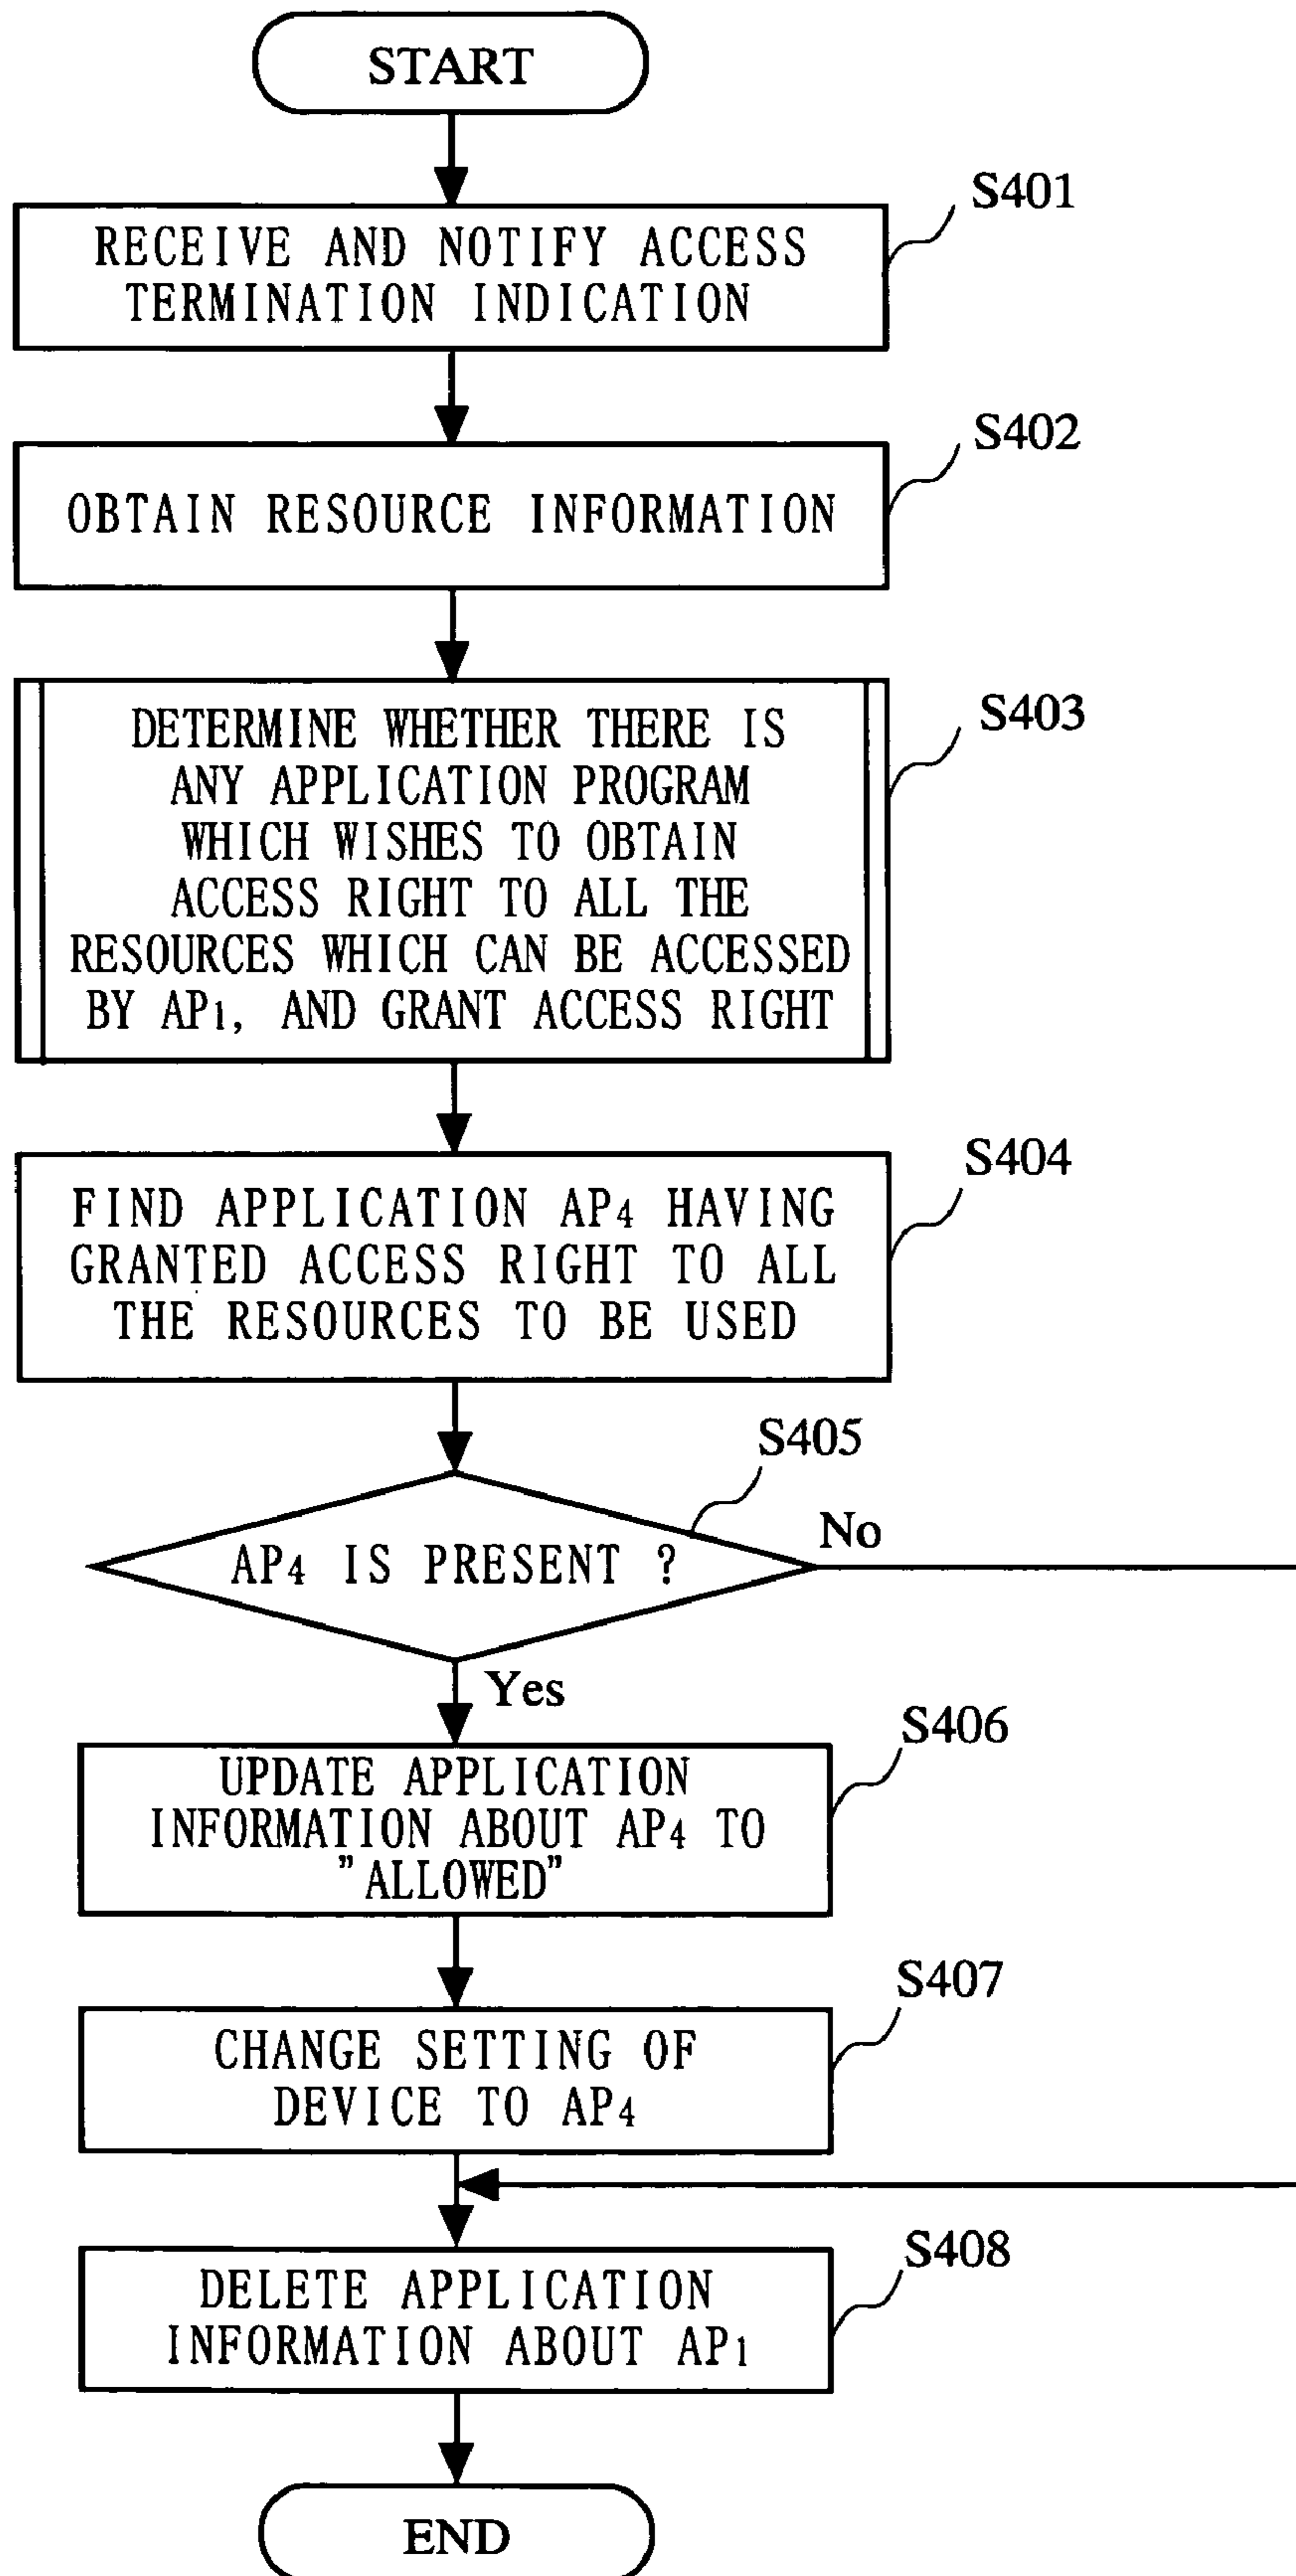 START
S401
RECEIVE AND NOTIFY ACCESS
TERMINATION INDICATION
S402
OBTAIN RESOURCE INFORMATION
S403
DETERMINE WHETHER THERE IS
ANY APPLICATION PROGRAM
WHICH WISHES TO OBTAIN
ACCESS RIGHT TO ALL THE
RESOURCES WHICH CAN BE ACCESSED
BY AP1, AND GRANT ACCESS RIGHT
S404
FIND APPLICATION AP4 HAVING
GRANTED ACCESS RIGHT TO ALL
THE RESOURCES TO BE USED
S405
No
AP4 IS PRESENT ?
Yes
S406
UPDATE APPLICATION
INFORMATION ABOUT AP4 TO
"ALLOWED"
S407
CHANGE SETTING OF
DEVICE TO AP4
S408
DELETE APPLICATION
INFORMATION ABOUT AP1
END